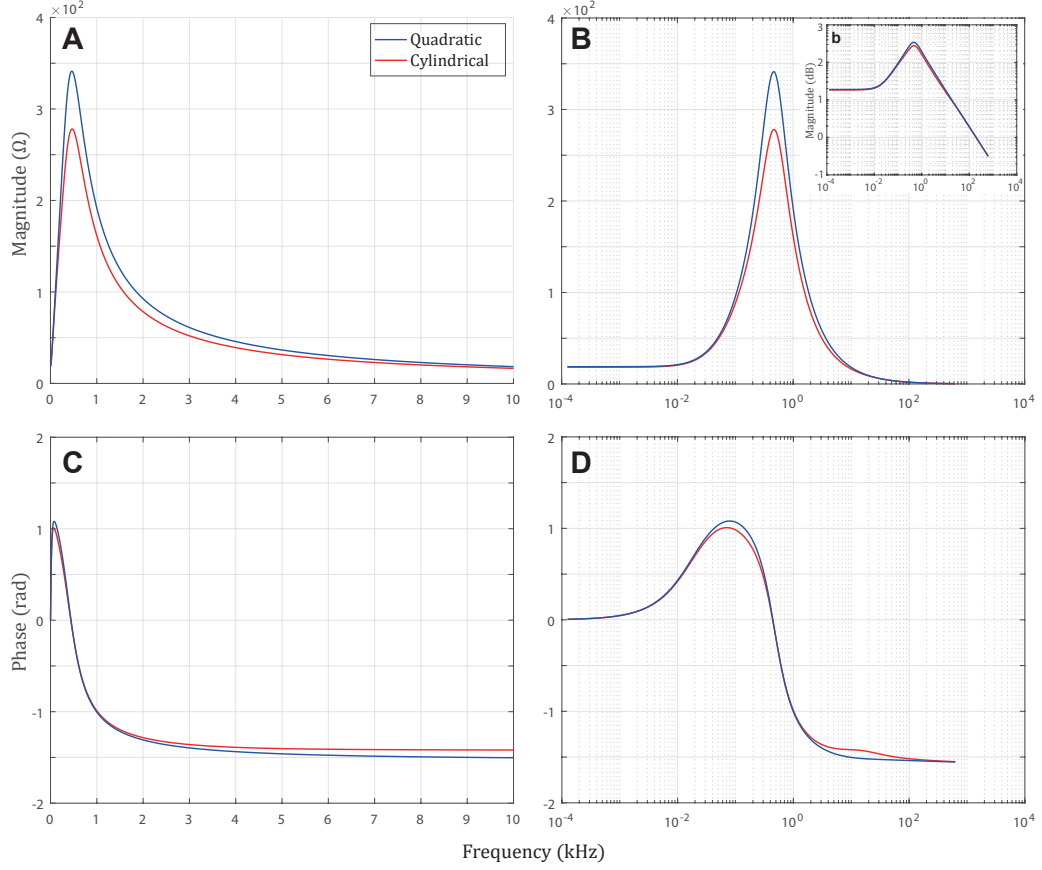 ×10²
A
Quadratic
Cylindrical
4
3
2
1
0
Magnitude (Ω)
0 1 2 3 4 5 6 7 8 9 10
×10²
B
4
3
2
1
0
10⁻⁴ 10⁻² 10⁰ 10² 10⁴
b
3
2
1
0
-1
Magnitude (dB)
10⁻⁴ 10⁻² 10⁰ 10² 10⁴
C
2
1
0
-1
-2
Phase (rad)
0 1 2 3 4 5 6 7 8 9 10
D
2
1
0
-1
-2
10⁻⁴ 10⁻² 10⁰ 10² 10⁴
Frequency (kHz)